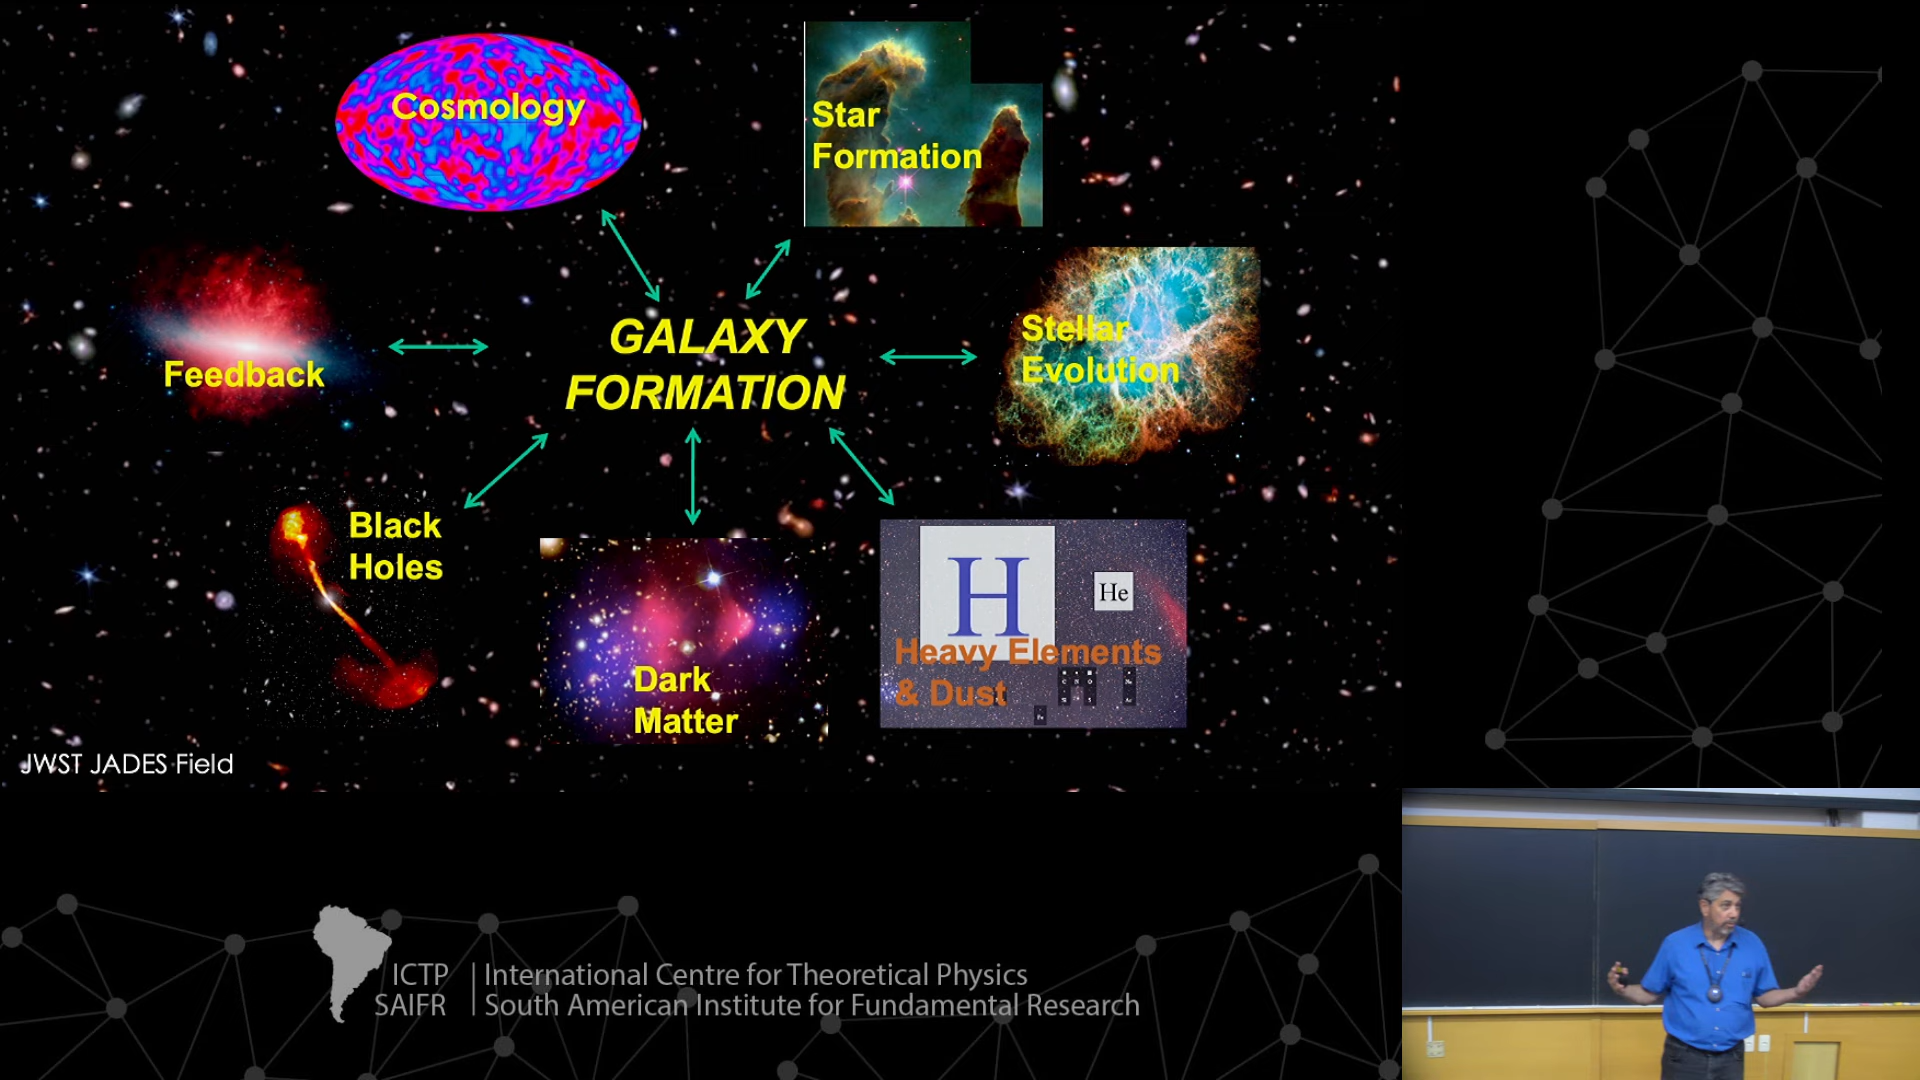 Cosmology
Star
Formation
Feedback
GALAXY
FORMATION
Stellar
Evolution
Black
Holes
Dark
Matter
H
He
Heavy Elements
& Dust
JWST JADES Field
ICTP
SAIFR
International Centre for Theoretical Physics
South American Institute for Fundamental Research